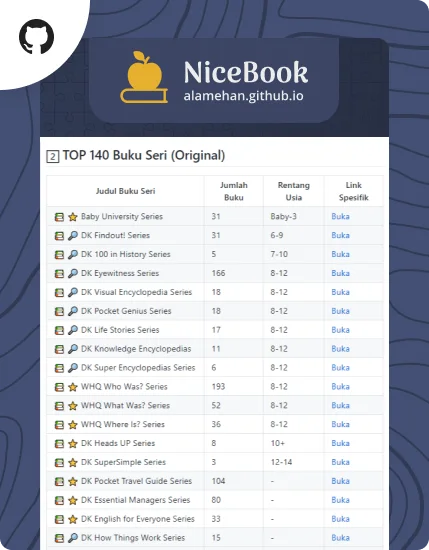 NiceBook
alamehan.github.io
2 TOP 140 Buku Seri (Original)
Judul Buku Seri Jumlah Buku Rentang Usia Link Spesifik
Baby University Series 31 Baby-3 Buka
DK Findout! Series 31 6-9 Buka
DK 100 in History Series 5 7-10 Buka
DK Eyewitness Series 166 8-12 Buka
DK Visual Encyclopedia Series 18 8-12 Buka
DK Pocket Genius Series 18 8-12 Buka
DK Life Stories Series 17 8-12 Buka
DK Knowledge Encyclopedias 11 8-12 Buka
DK Super Encyclopedias Series 6 8-12 Buka
WHQ Who Was? Series 193 8-12 Buka
WHQ What Was? Series 52 8-12 Buka
WHQ Where Is? Series 36 8-12 Buka
DK Heads UP Series 8 10+ Buka
DK SuperSimple Series 3 12-14 Buka
DK Pocket Travel Guide Series 104 - Buka
DK Essential Managers Series 80 - Buka
DK English for Everyone Series 33 - Buka
DK How Things Work Series 15 - Buka